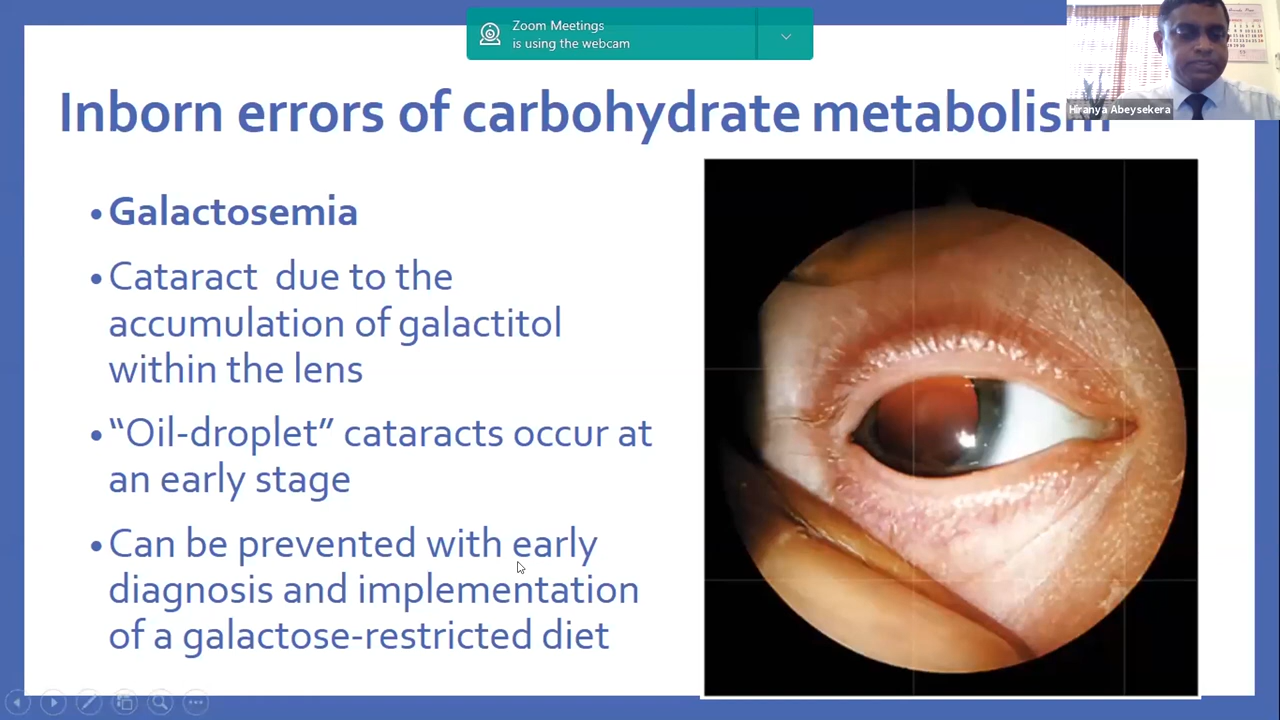 Zoom Meetings
is using the webcam
Hiranya Abeysekera
Inborn errors of carbohydrate metabolism
•Galactosemia
•Cataract due to the
accumulation of galactitol
within the lens
•“Oil-droplet” cataracts occur at
an early stage
•Can be prevented with early
diagnosis and implementation
of a galactose-restricted diet